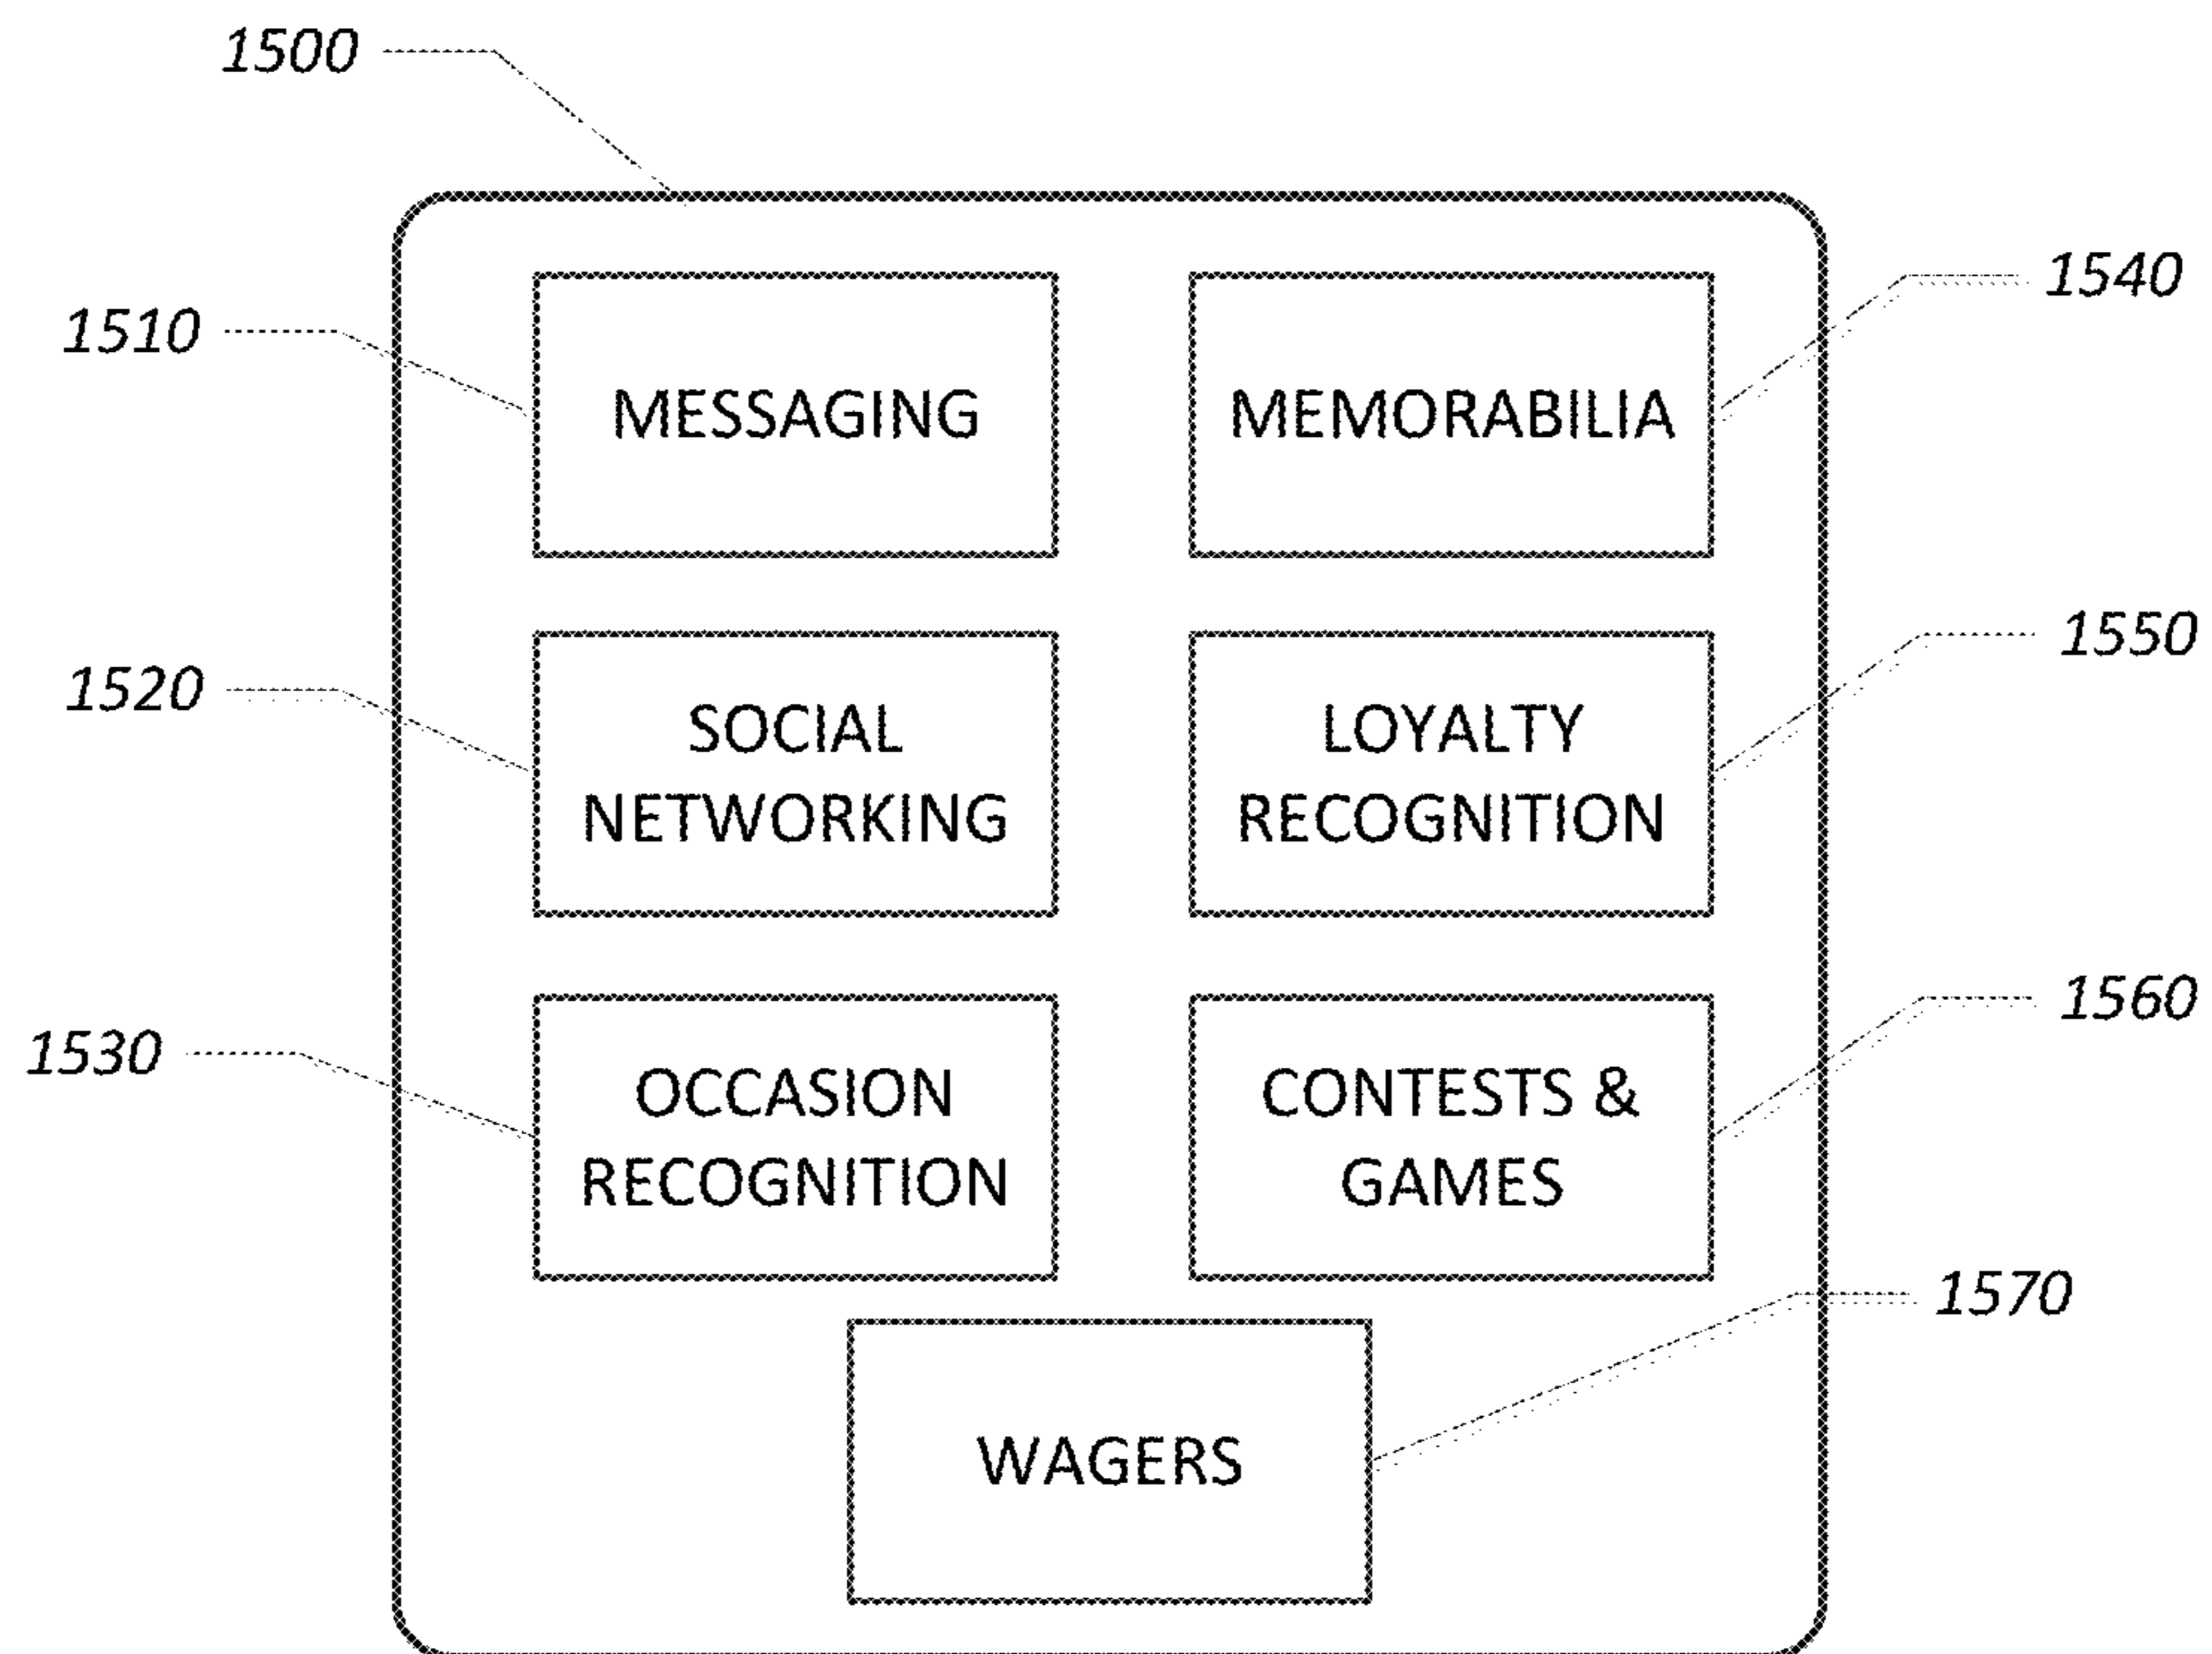 1500
1510
MESSAGING
MEMORABILIA
1540
1520
SOCIAL
NETWORKING
LOYALTY
RECOGNITION
1550
1530
OCCASION
RECOGNITION
CONTESTS &
GAMES
1560
WAGERS
1570